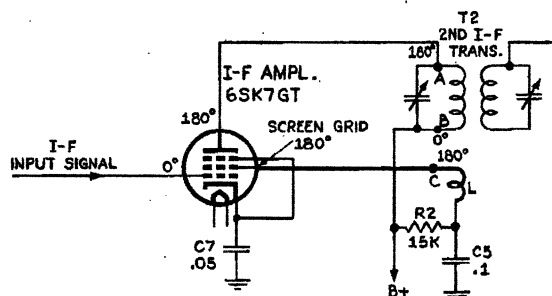 T2
2ND I-F
TRANS.
180°
A
I-F AMPL.
6SK7GT
180°
B
0°
SCREEN GRID
180°
I-F
INPUT SIGNAL
0°
180°
C
L
R2
15K
C7
.05
C5
.1
B+